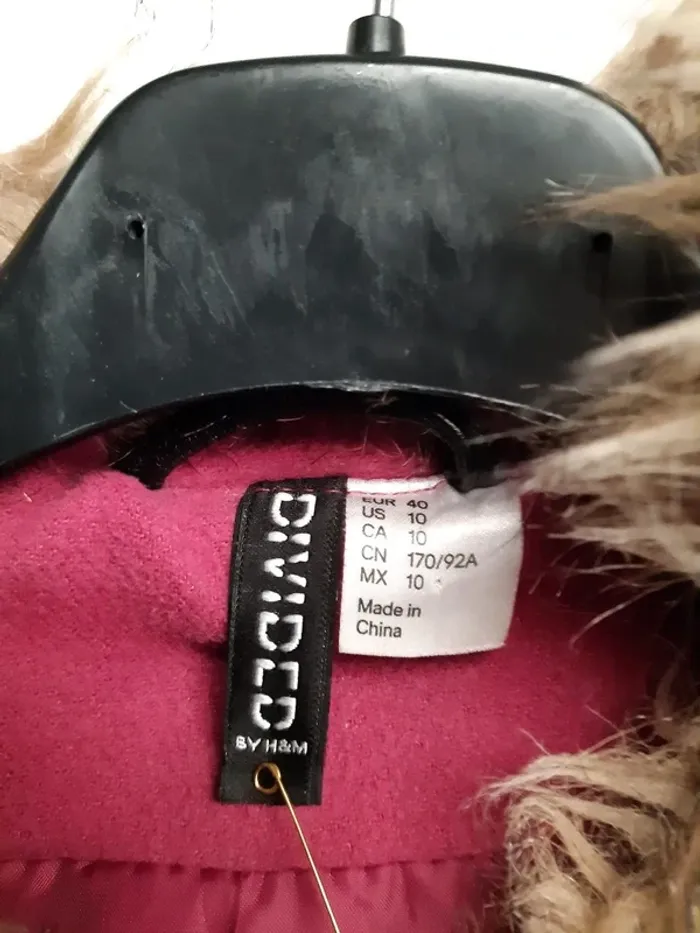 DIVIDED
BY H&M
EUR 40
US 10
CA 10
CN 170/92A
MX 10
Made in
China